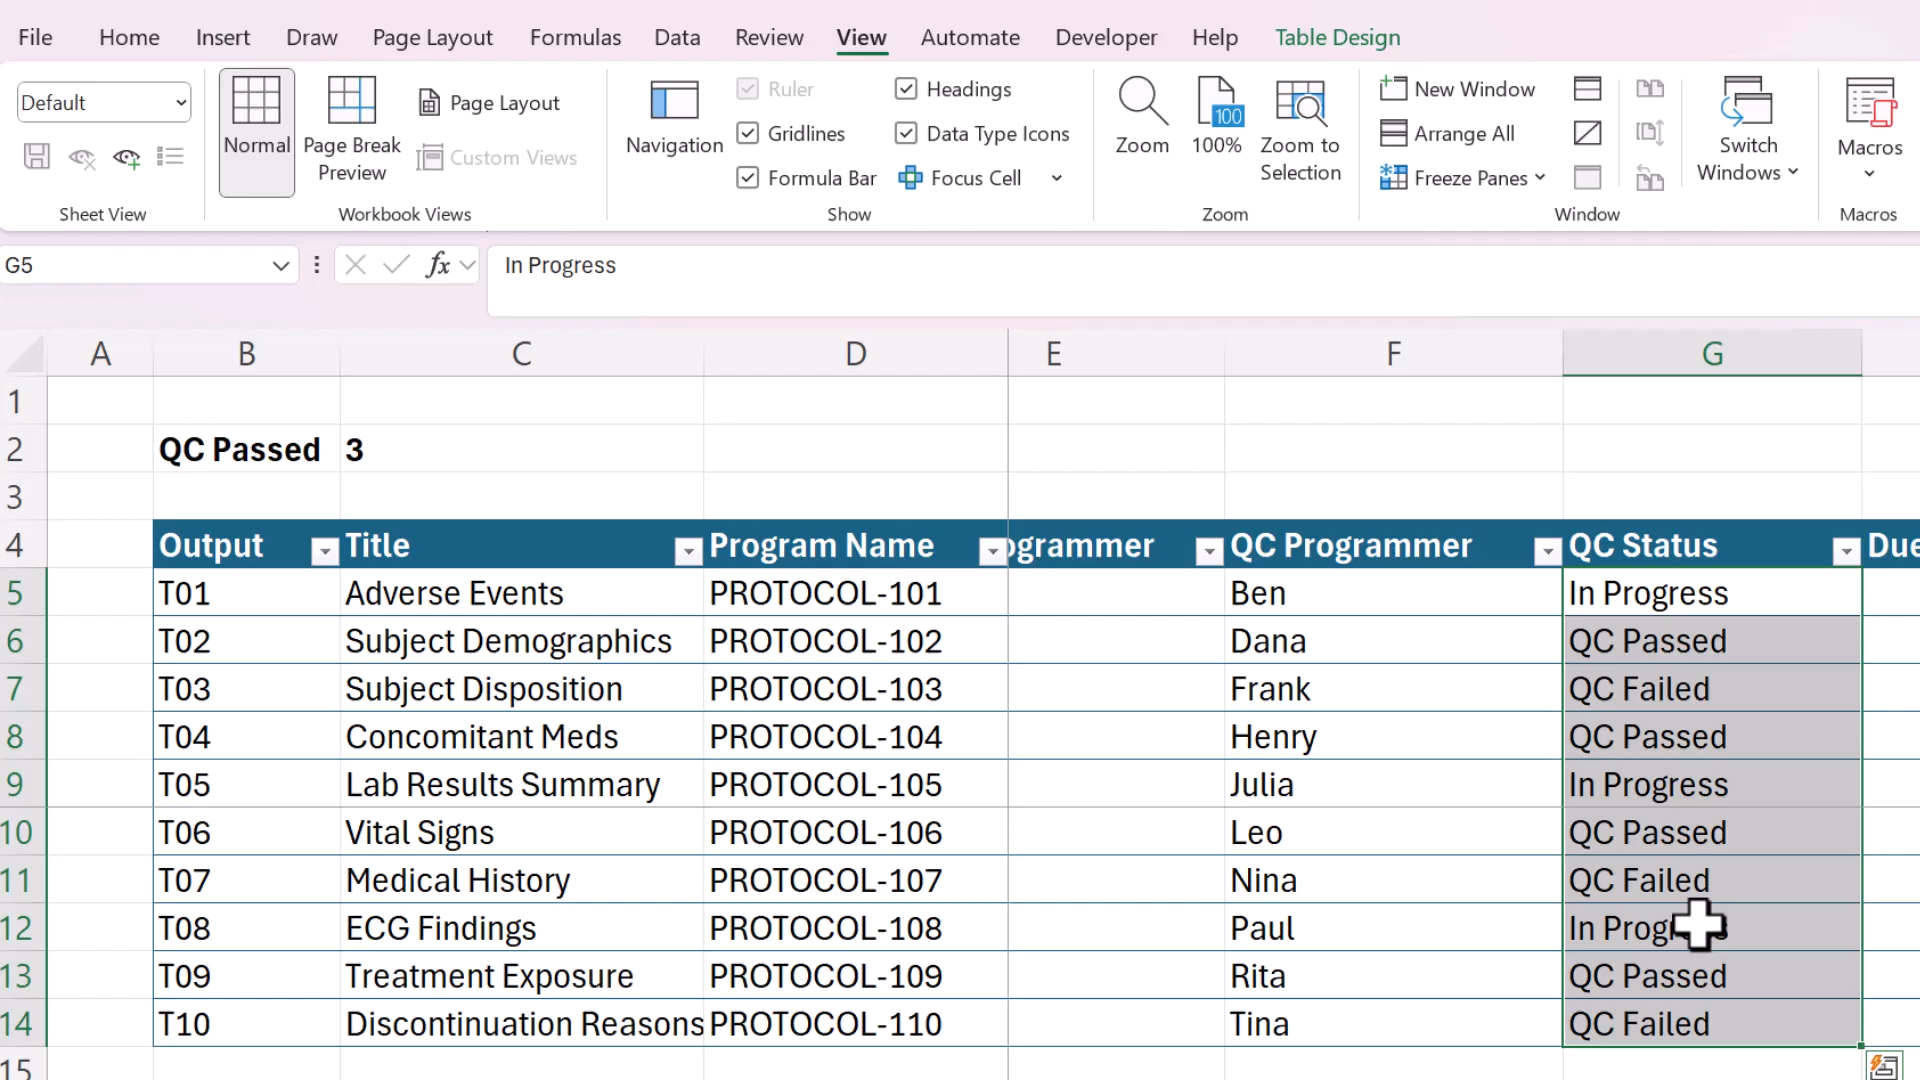 File Home Insert Draw Page Layout Formulas Data Review View Automate Developer Help Table Design
Default
Sheet View
Normal
Page Break Preview
Page Layout
Custom Views
Workbook Views
Navigation
Ruler
Gridlines
Formula Bar
Headings
Data Type Icons
Focus Cell
Show
Zoom
100
100%
Zoom to Selection
Zoom
New Window
Arrange All
Freeze Panes
Window
Switch Windows
Macros
Macros
G5 fx In Progress
A B C D E F G
1
2 QC Passed 3
3
4 Output Title Program Name ogrammer QC Programmer QC Status Due
5 T01 Adverse Events PROTOCOL-101 Ben In Progress
6 T02 Subject Demographics PROTOCOL-102 Dana QC Passed
7 T03 Subject Disposition PROTOCOL-103 Frank QC Failed
8 T04 Concomitant Meds PROTOCOL-104 Henry QC Passed
9 T05 Lab Results Summary PROTOCOL-105 Julia In Progress
10 T06 Vital Signs PROTOCOL-106 Leo QC Passed
11 T07 Medical History PROTOCOL-107 Nina QC Failed
12 T08 ECG Findings PROTOCOL-108 Paul In Progress
13 T09 Treatment Exposure PROTOCOL-109 Rita QC Passed
14 T10 Discontinuation Reasons PROTOCOL-110 Tina QC Failed
15